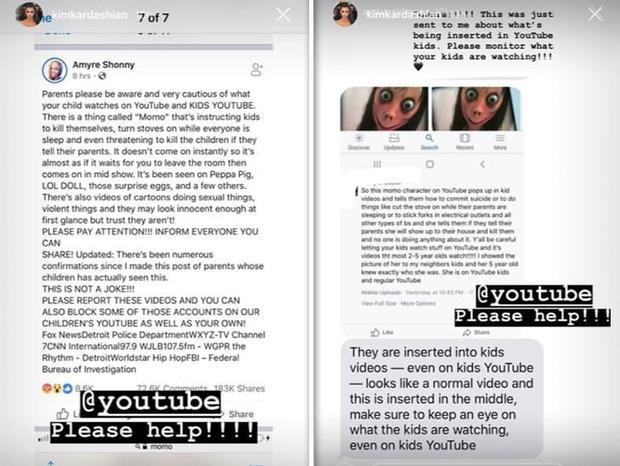 kimkardashian
7 of 7
Amyre Shonny
8 hrs
Parents please be aware and very cautious of what
your child watches on YouTube and KIDS YOUTUBE.
There is a thing called "Momo" that's instructing kids
to kill themselves, turn stoves on while everyone is
sleep and even threatening to kill the children if they
tell their parents. It doesn't come on instantly so it's
almost as if it waits for you to leave the room then
comes on in mid show. It's been seen on Peppa Pig,
LOL DOLL, those surprise eggs, and a few others.
There's also videos of cartoons doing sexual things,
violent things and they may look innocent enough at
first glance but trust they aren't!
PLEASE PAY ATTENTION!!! INFORM EVERYONE YOU
CAN
SHARE! Updated: There's been numerous
confirmations since I made this post of parents whose
children has actually seen this.
THIS IS NOT A JOKE!!!
PLEASE REPORT THESE VIDEOS AND YOU CAN
ALSO BLOCK SOME OF THOSE ACCOUNTS ON OUR
CHILDREN'S YOUTUBE AS WELL AS YOUR OWN!
Fox NewsDetroit Police DepartmentWXYZ-TV Channel
7CNN International97.9 WJLB107.5fm - WGPR the
Rhythm - DetroitWorldstar Hip HopFBI – Federal
Bureau of Investigation
8.6K 72.6K Comments 183K Shares
@youtube
Share
Please help!!!!
momo
kimkardashian
This was just
sent to me about what's
being inserted in YouTube
kids. Please monitor what
your kids are watching!!!
Discover Updates Search Recent More
So this momo character on YouTube pops up in kid
videos and tells them how to commit suicide or to do
things like cut the stove on while their parents are
sleeping or to stick forks in electrical outlets and all
other types of bs and she tells them if they tell their
parents she will show up to their house and kill them
and no one is doing anything about it. Y'all be careful
letting your kids watch stuff on YouTube and it's
videos tht most 2-5 years old watch!!!!! I showed the
picture of her to my neighbors kids and her 5 year old
knew exactly who she was. She is on YouTube kids
and regular YouTube
Mobile Uploads · Yesterday at 10:43 PM
View Full Size · More Options
@youtube
Please help!!!
Like Share
They are inserted into kids
videos — even on kids YouTube
— looks like a normal video and
this is inserted in the middle,
make sure to keep an eye on
what the kids are watching,
even on kids YouTube